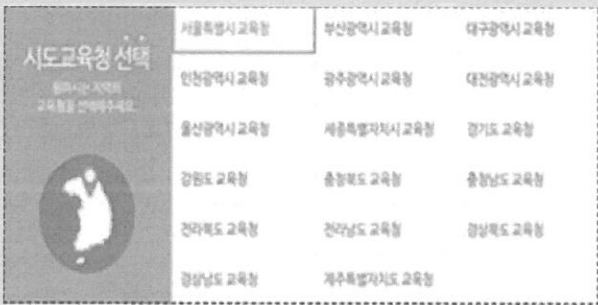 시도교육청 선택
원하시는 지역의
교육청을 선택해주세요.
서울특별시 교육청 부산광역시 교육청 대구광역시 교육청
인천광역시 교육청 광주광역시 교육청 대전광역시 교육청
울산광역시 교육청 세종특별자치시 교육청 경기도 교육청
강원도 교육청 충청북도 교육청 충청남도 교육청
전라북도 교육청 전라남도 교육청 경상북도 교육청
경상남도 교육청 제주특별자치도 교육청